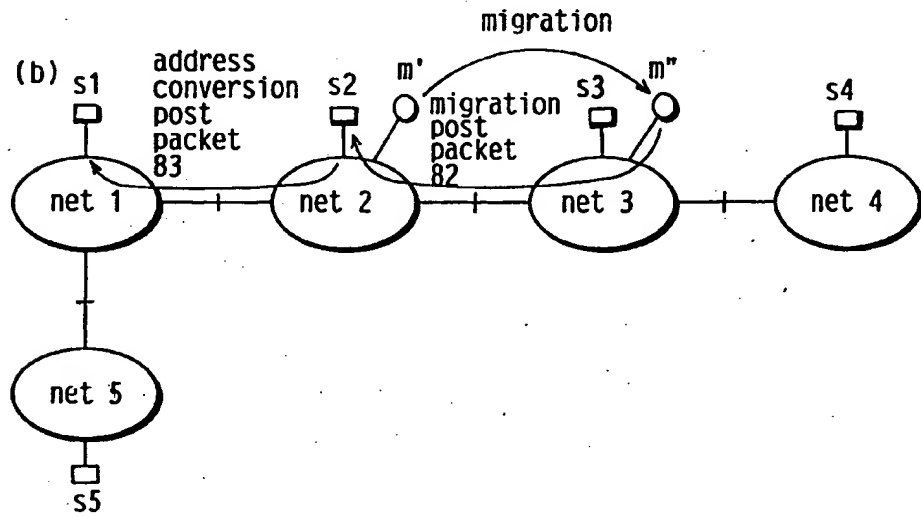 migration
(b)
s1
address
conversion
post
packet
83
s2
m'
migration
post
packet
82
s3
m"
s4
net 1
net 2
net 3
net 4
net 5
s5